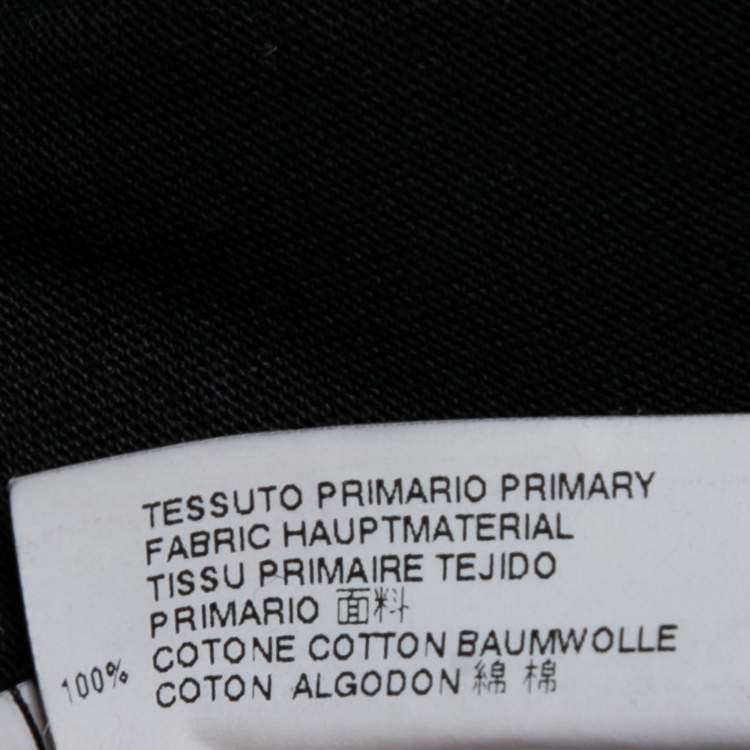 TESSUTO PRIMARIO PRIMARY
FABRIC HAUPTMATERIAL
TISSU PRIMAIRE TEJIDO
PRIMARIO 面料
COTONE COTTON BAUMWOLLE
100% COTON ALGODON 綿 棉